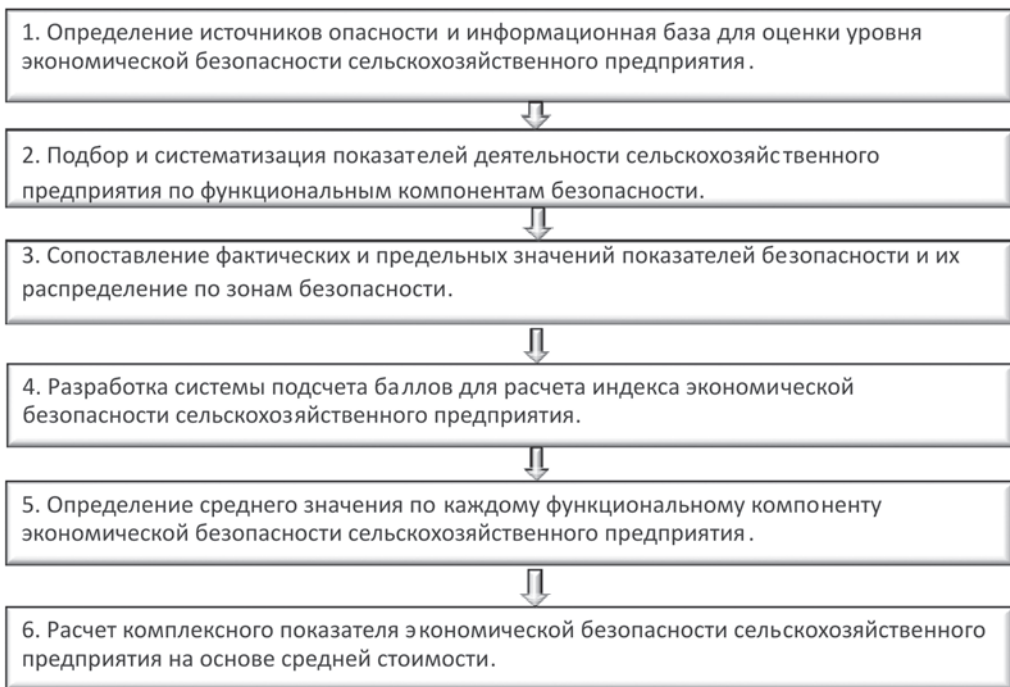 1. Определение источников опасности и информационная база для оценки уровня
экономической безопасности сельскохозяйственного предприятия.
2. Подбор и систематизация показателей деятельности сельскохозяйственного
предприятия по функциональным компонентам безопасности.
3. Сопоставление фактических и предельных значений показателей безопасности и их
распределение по зонам безопасности.
4. Разработка системы подсчета баллов для расчета индекса экономической
безопасности сельскохозяйственного предприятия.
5. Определение среднего значения по каждому функциональному компоненту
экономической безопасности сельскохозяйственного предприятия.
6. Расчет комплексного показателя экономической безопасности сельскохозяйственного
предприятия на основе средней стоимости.